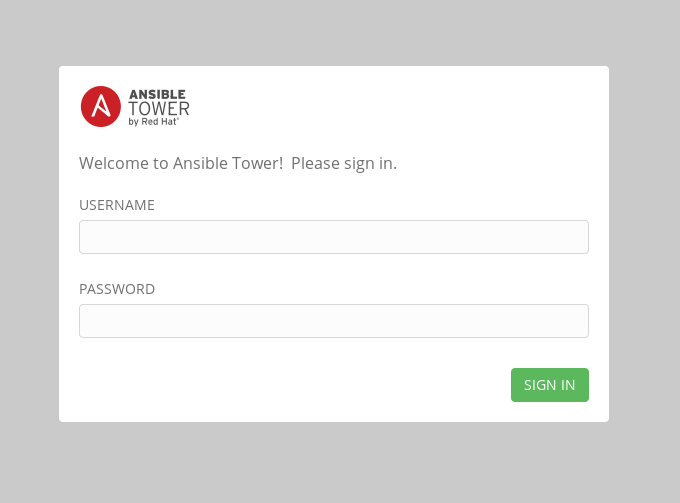 ANSIBLE
TOWER
by Red Hat®
Welcome to Ansible Tower!  Please sign in.
USERNAME
PASSWORD
SIGN IN